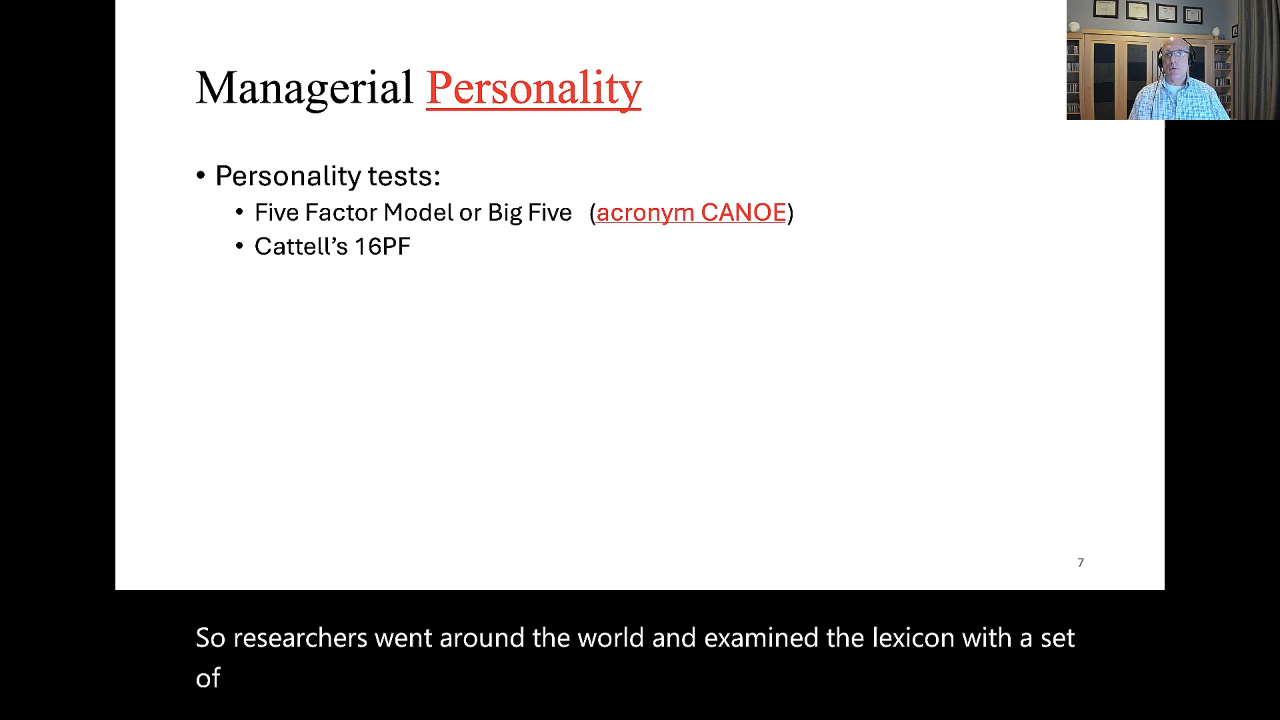 Managerial Personality
• Personality tests:
• Five Factor Model or Big Five (acronym CANOE)
• Cattell’s 16PF
7
So researchers went around the world and examined the lexicon with a set
of